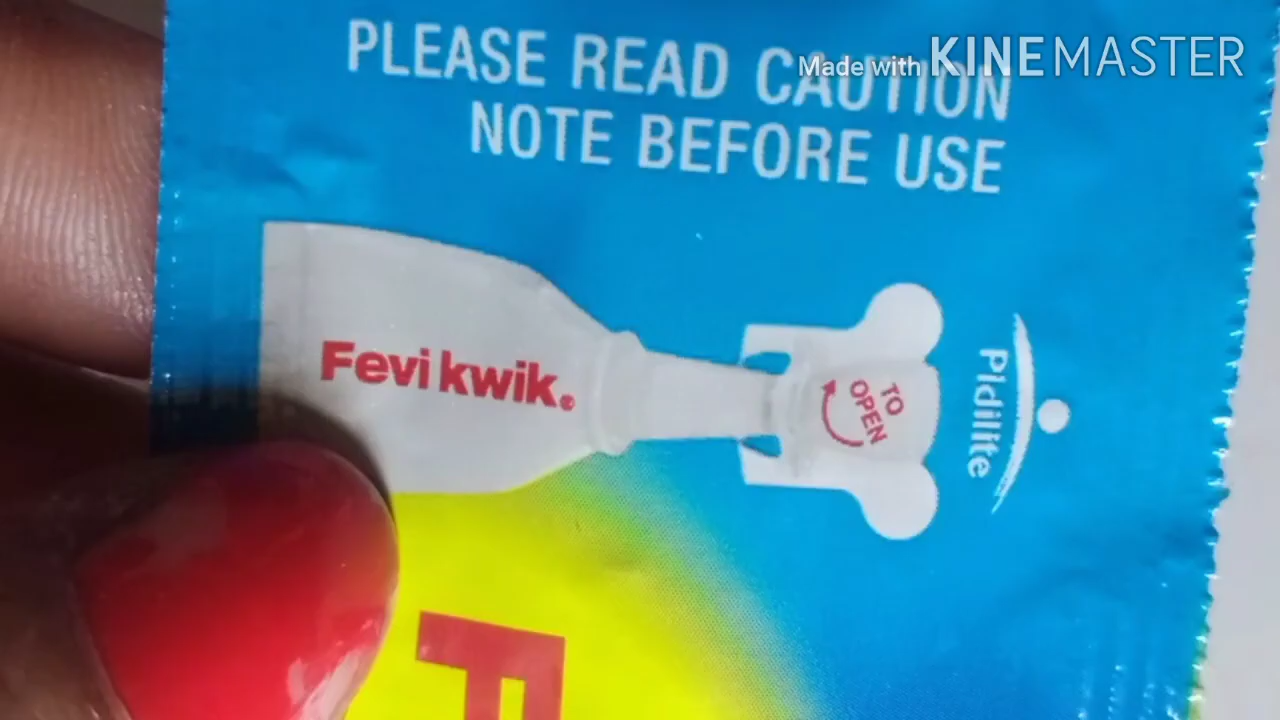 Made with KINEMASTER
PLEASE READ CAUTION
NOTE BEFORE USE
Fevi kwik.
TO
OPEN
Pidilite
F